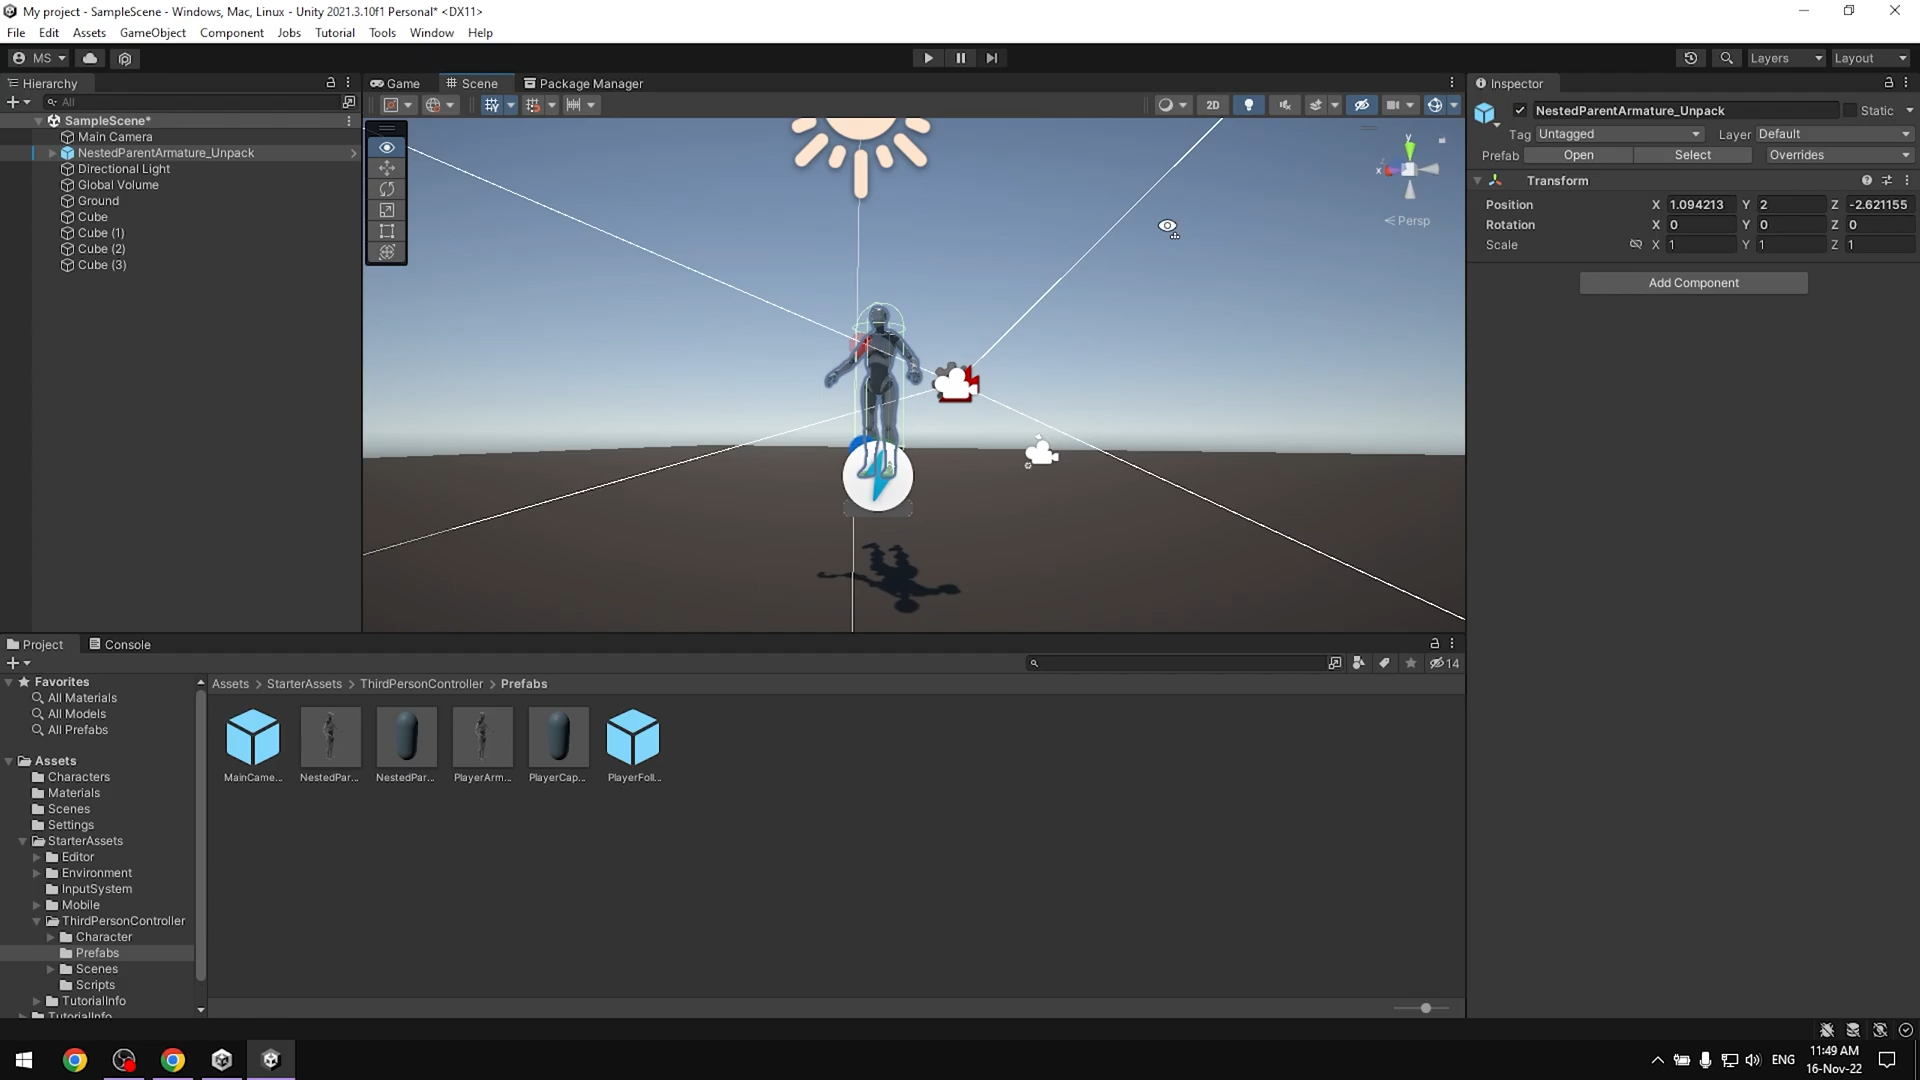 My project - SampleScene - Windows, Mac, Linux - Unity 2021.3.10f1 Personal* <DX11>
File Edit Assets GameObject Component Jobs Tutorial Tools Window Help
MS
Layers Layout
Hierarchy
All
SampleScene*
Main Camera
NestedParentArmature_Unpack
Directional Light
Global Volume
Ground
Cube
Cube (1)
Cube (2)
Cube (3)
Game Scene Package Manager
2D
y
x
Persp
Inspector
NestedParentArmature_Unpack Static
Tag Untagged Layer Default
Prefab Open Select Overrides
Transform
Position X 1.094213 Y 2 Z -2.621155
Rotation X 0 Y 0 Z 0
Scale X 1 Y 1 Z 1
Add Component
Project Console
14
Favorites
All Materials
All Models
All Prefabs
Assets
Characters
Materials
Scenes
Settings
StarterAssets
Editor
Environment
InputSystem
Mobile
ThirdPersonController
Character
Prefabs
Scenes
Scripts
TutorialInfo
TutorialInfo
Assets > StarterAssets > ThirdPersonController > Prefabs
MainCame... NestedPar... NestedPar... PlayerArm... PlayerCap... PlayerFoll...
ENG
11:49 AM
16-Nov-22